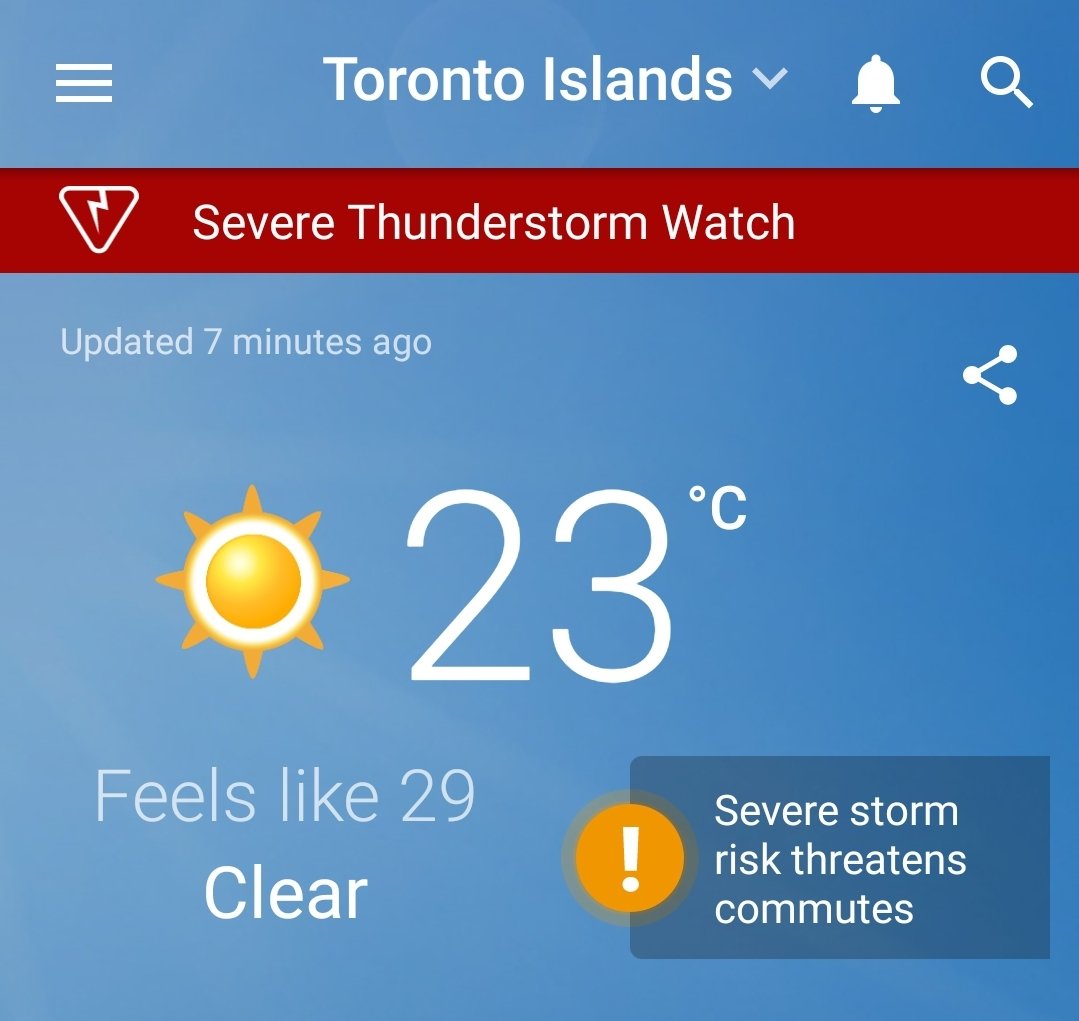 Toronto Islands
Severe Thunderstorm Watch
Updated 7 minutes ago
23 °C
Feels like 29
Clear
!
Severe storm
risk threatens
commutes